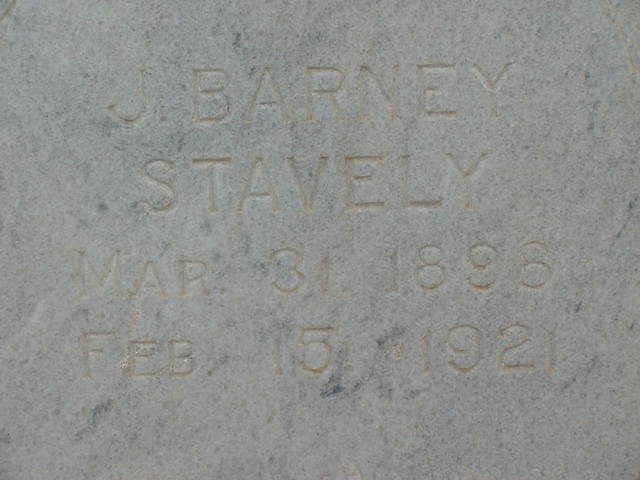 J. BARNEY
STAVELY
MAR. 31. 1898
FEB. 15. 1921